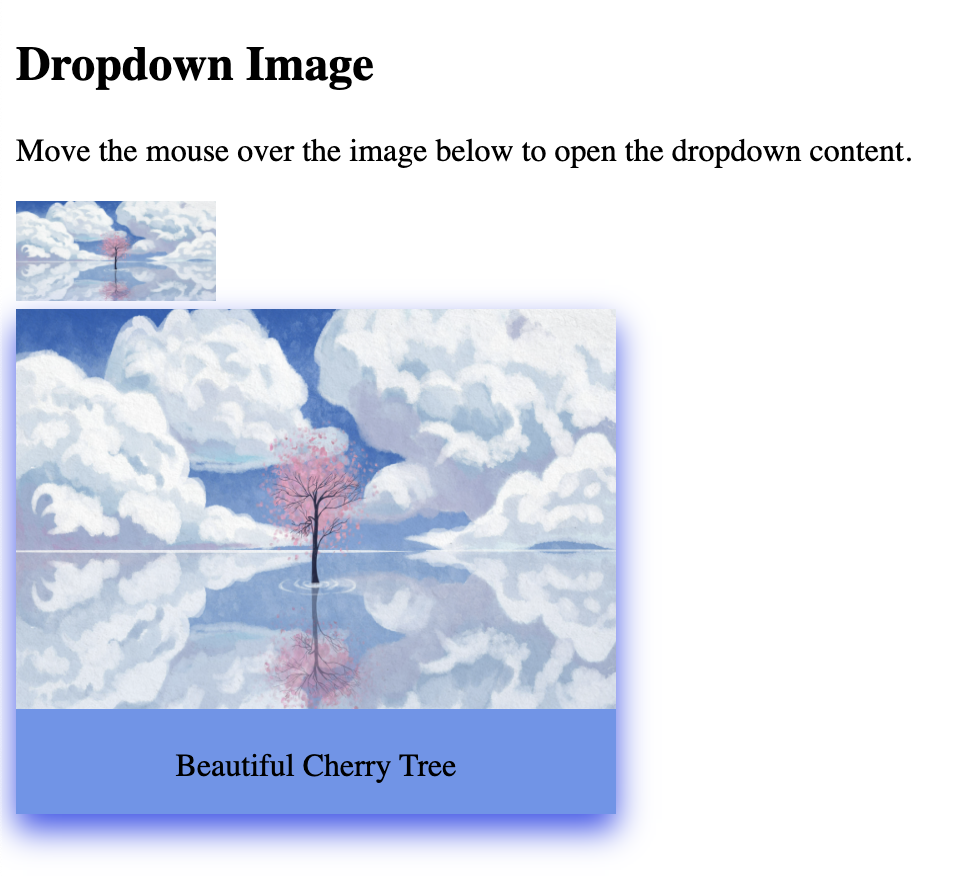 Dropdown Image
Move the mouse over the image below to open the dropdown content.
Beautiful Cherry Tree